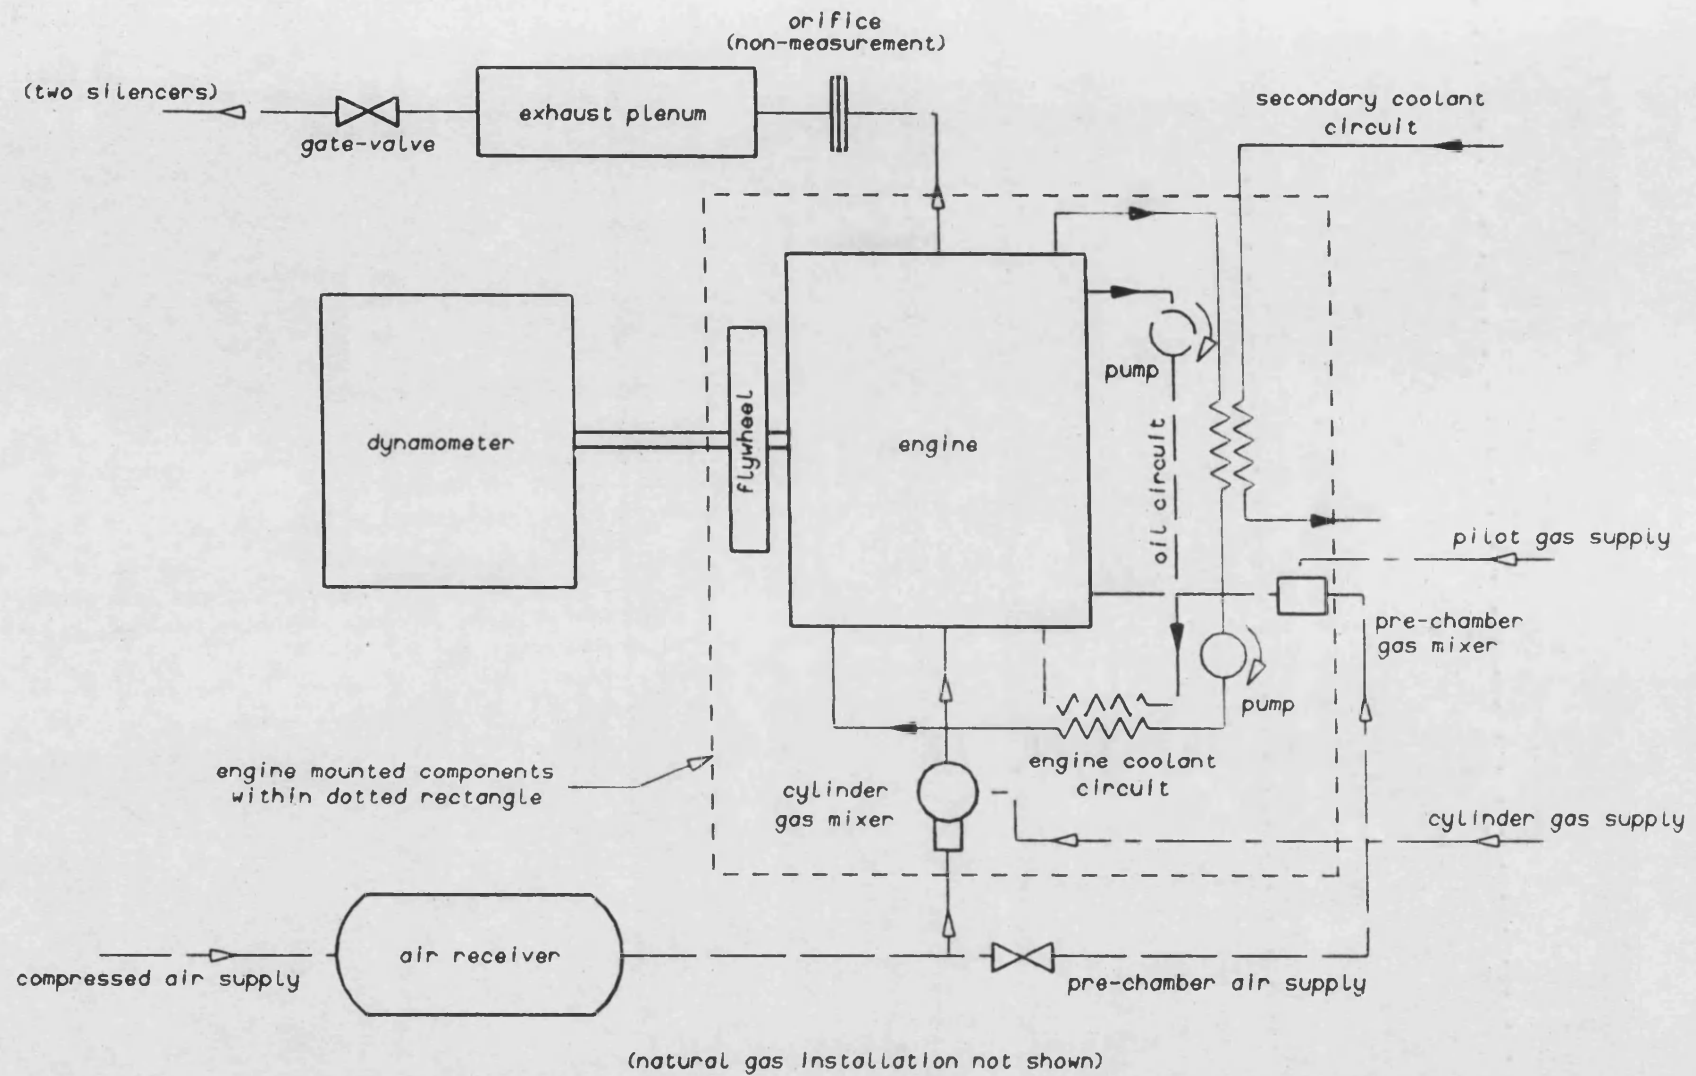 orifice
(non-measurement)
(two silencers)
exhaust plenum
gate-valve
secondary coolant
circuit
pump
dynamometer
flywheel
engine
oil circuit
pilot gas supply
pre-chamber
gas mixer
pump
engine mounted components
within dotted rectangle
engine coolant
circuit
cylinder
gas mixer
cylinder gas supply
air receiver
compressed air supply
pre-chamber air supply
(natural gas installation not shown)